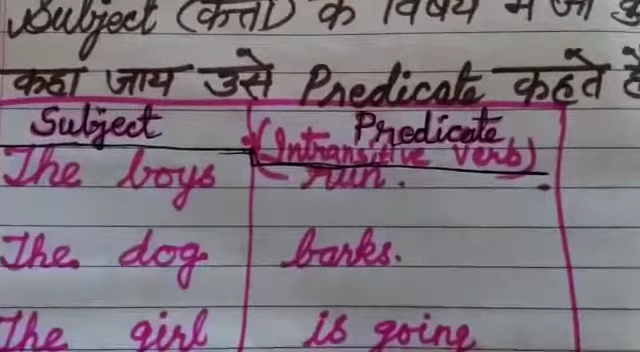 Subject (कर्त्ता) के विषय में जो
कहा जाय उसे Predicate कहते है
Subject Predicate
(Intransitive verb)
The boys run.
The dog barks.
The girl is going